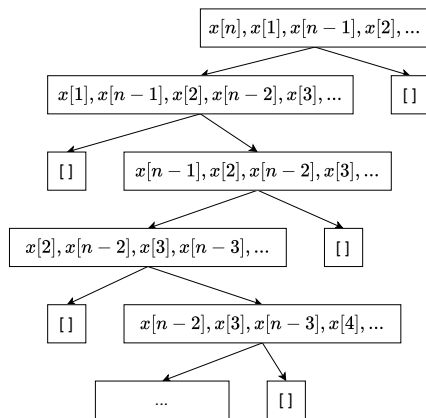 x[n], x[1], x[n − 1], x[2], ...
x[1], x[n − 1], x[2], x[n − 2], x[3], ...
[ ]
[ ]
x[n − 1], x[2], x[n − 2], x[3], ...
x[2], x[n − 2], x[3], x[n − 3], ...
[ ]
[ ]
x[n − 2], x[3], x[n − 3], x[4], ...
...
[ ]